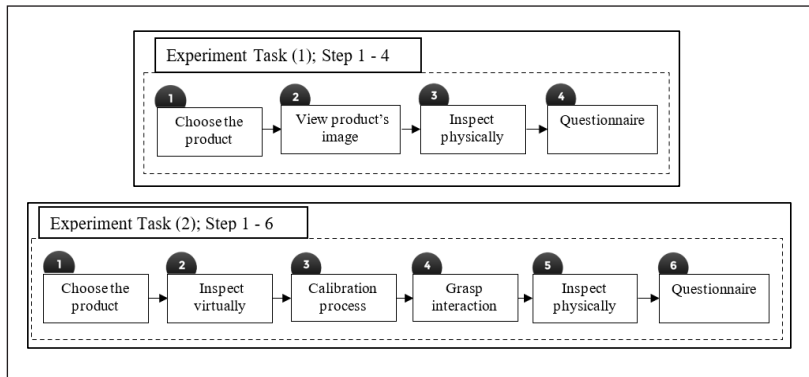 Experiment Task (1); Step 1 - 4
1
Choose the
product
2
View product's
image
3
Inspect
physically
4
Questionnaire
Experiment Task (2); Step 1 - 6
1
Choose the
product
2
Inspect
virtually
3
Calibration
process
4
Grasp
interaction
5
Inspect
physically
6
Questionnaire